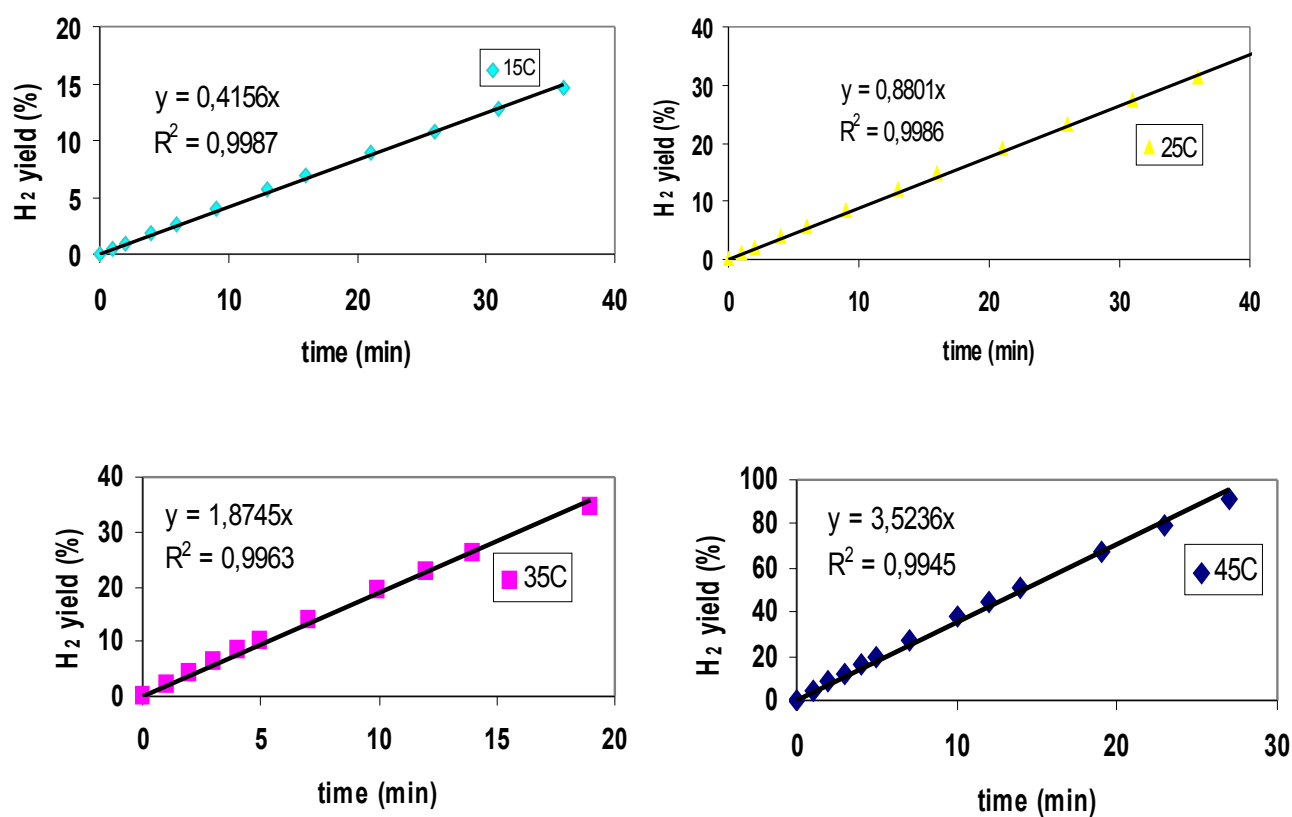 20
15
10
5
0
H₂ yield (%)
y = 0,4156x
R² = 0,9987
15C
0 10 20 30 40
time (min)
40
30
20
10
0
H₂ yield (%)
y = 0,8801x
R² = 0,9986
25C
0 10 20 30 40
time (min)
40
30
20
10
0
H₂ yield (%)
y = 1,8745x
R² = 0,9963
35C
0 5 10 15 20
time (min)
100
80
60
40
20
0
H₂ yield (%)
y = 3,5236x
R² = 0,9945
45C
0 10 20 30
time (min)